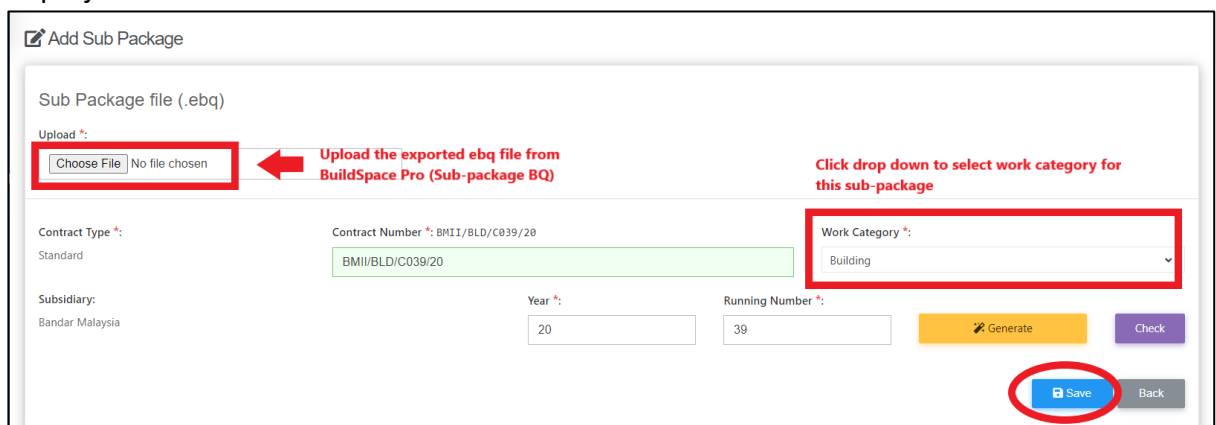 Add Sub Package
Sub Package file (.ebq)
Upload *:
Choose File No file chosen
Upload the exported ebq file from
BuildSpace Pro (Sub-package BQ)
Click drop down to select work category for
this sub-package
Contract Type *:
Standard
Contract Number *: BMII/BLD/C039/20
BMII/BLD/C039/20
Work Category *:
Building
Subsidiary:
Bandar Malaysia
Year *:
20
Running Number *:
39
Generate
Check
Save
Back